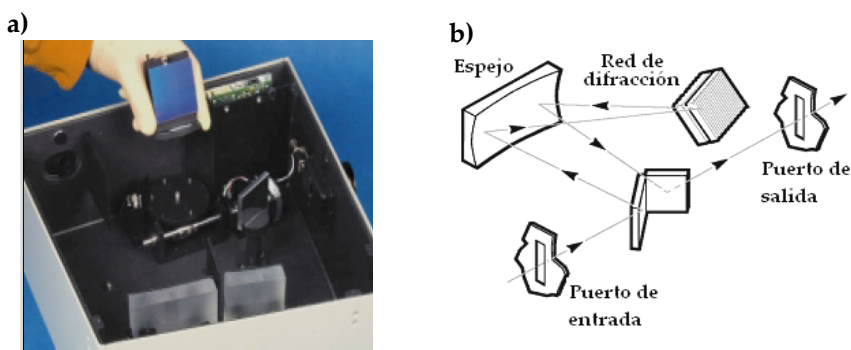 a)
b)
Espejo
Red de
difracción
Puerto de
salida
Puerto de
entrada